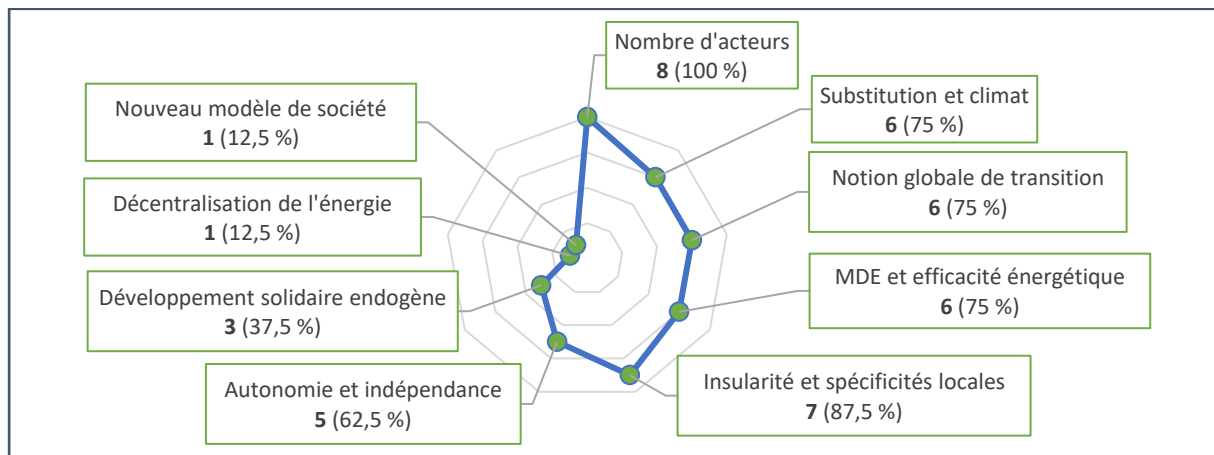 Nombre d'acteurs
8 (100 %)
Substitution et climat
6 (75 %)
Notion globale de transition
6 (75 %)
MDE et efficacité énergétique
6 (75 %)
Insularité et spécificités locales
7 (87,5 %)
Autonomie et indépendance
5 (62,5 %)
Développement solidaire endogène
3 (37,5 %)
Décentralisation de l'énergie
1 (12,5 %)
Nouveau modèle de société
1 (12,5 %)